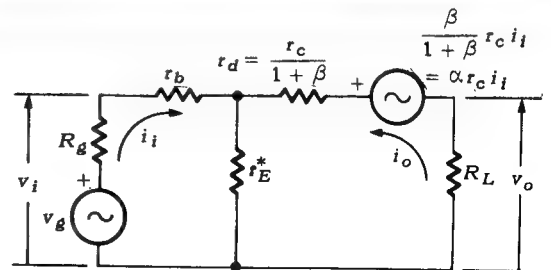 r_b
r_d = r_c / (1 + β)
+
β / (1 + β) r_c i_i
= α r_c i_i
v_i
R_g
i_i
+
v_g
r_E^*
i_o
R_L
v_o